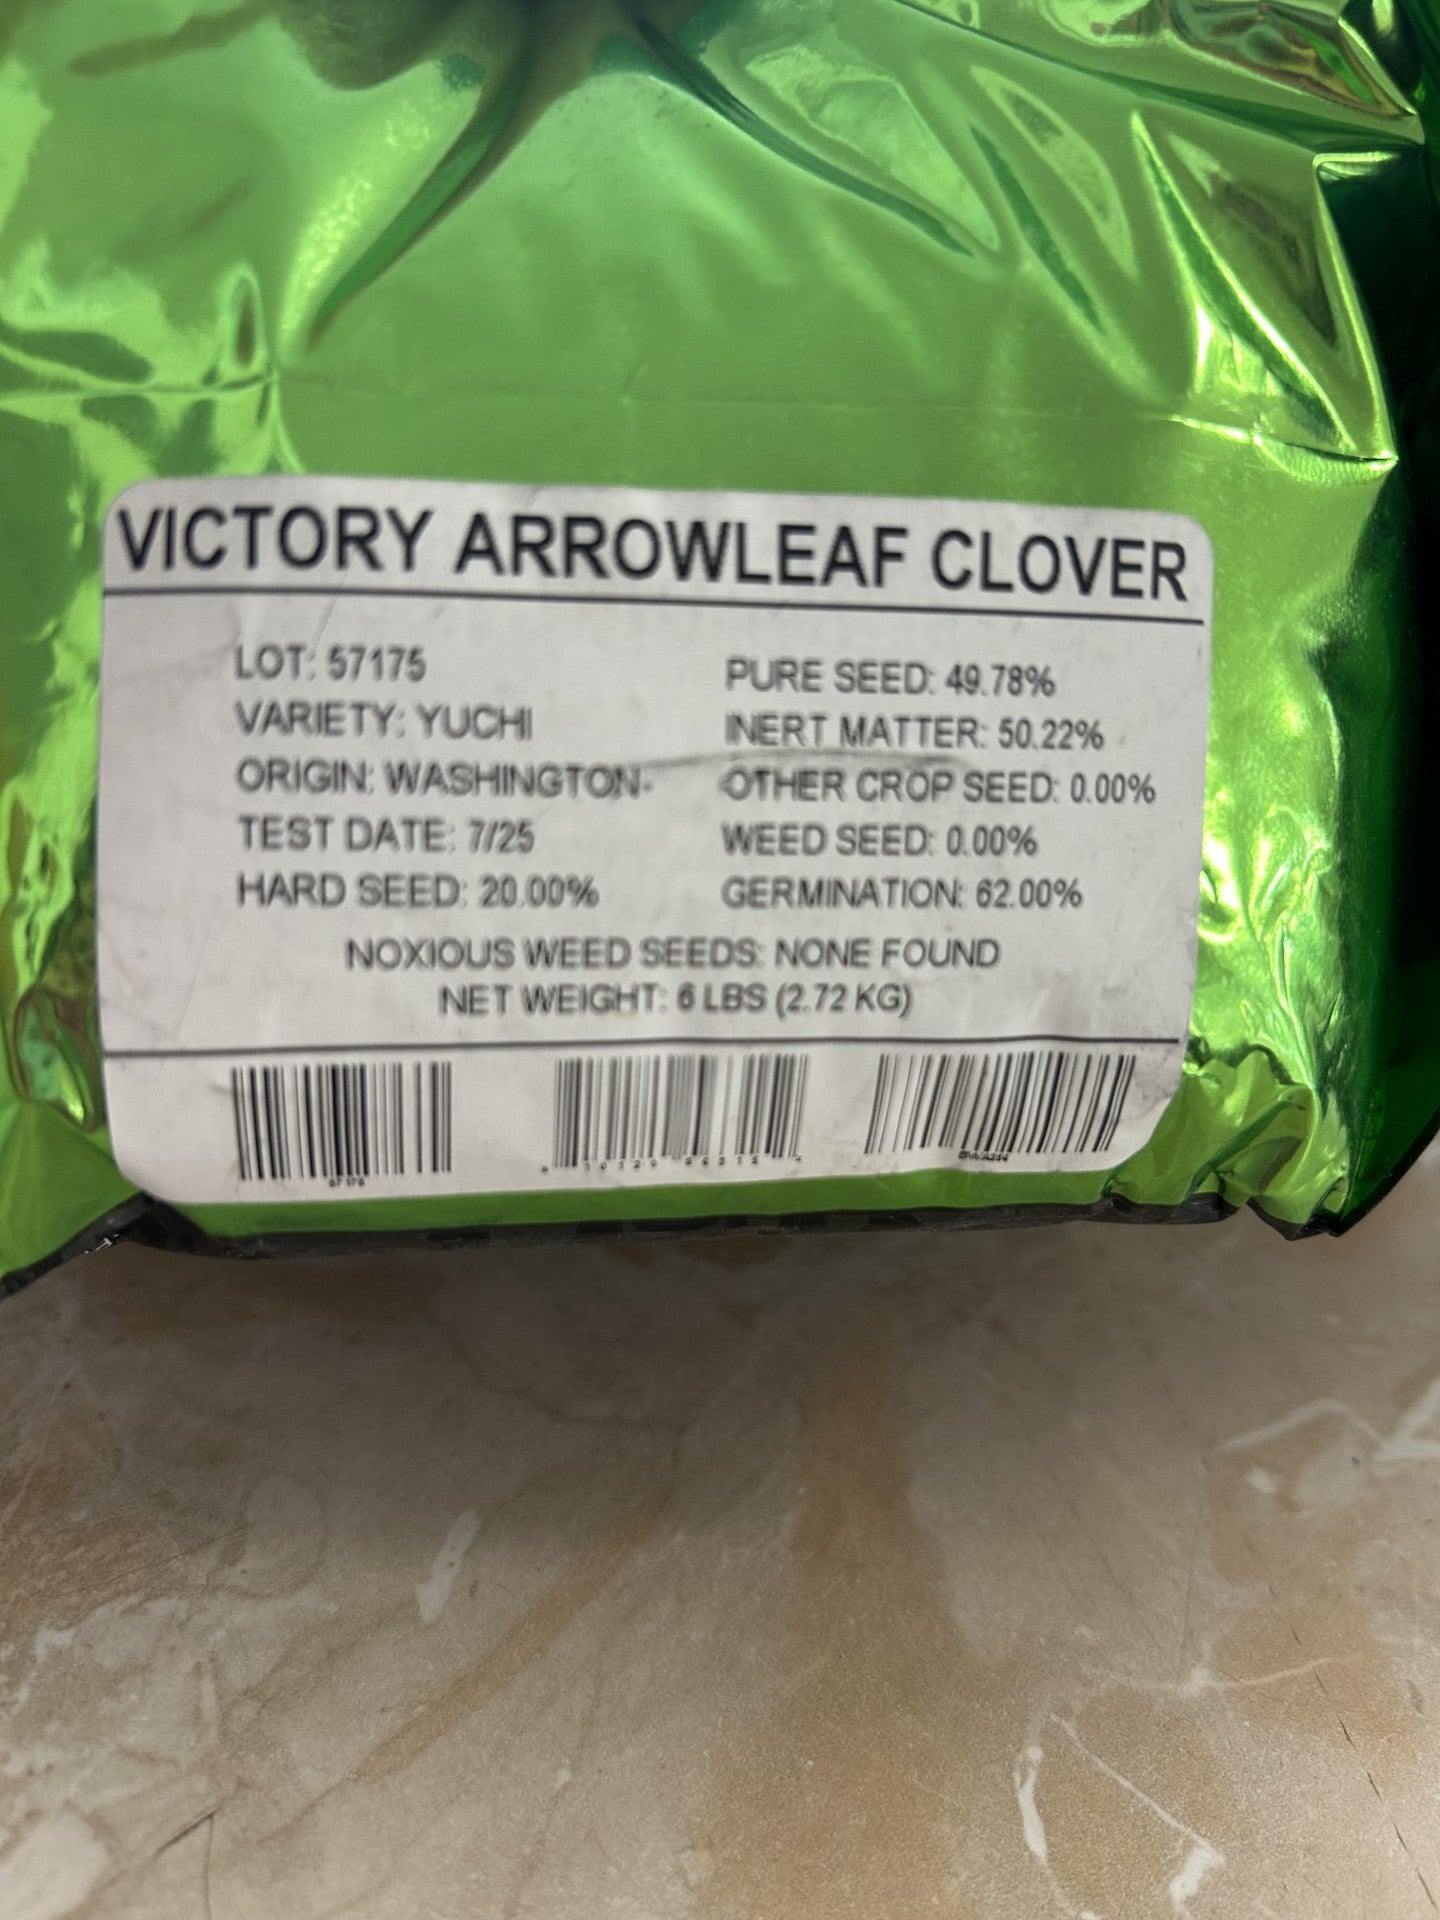 VICTORY ARROWLEAF CLOVER
LOT: 57175
VARIETY: YUCHI
ORIGIN: WASHINGTON
TEST DATE: 7/25
HARD SEED: 20.00%
PURE SEED: 49.78%
INERT MATTER: 50.22%
OTHER CROP SEED: 0.00%
WEED SEED: 0.00%
GERMINATION: 62.00%
NOXIOUS WEED SEEDS: NONE FOUND
NET WEIGHT: 6 LBS (2.72 KG)
57175